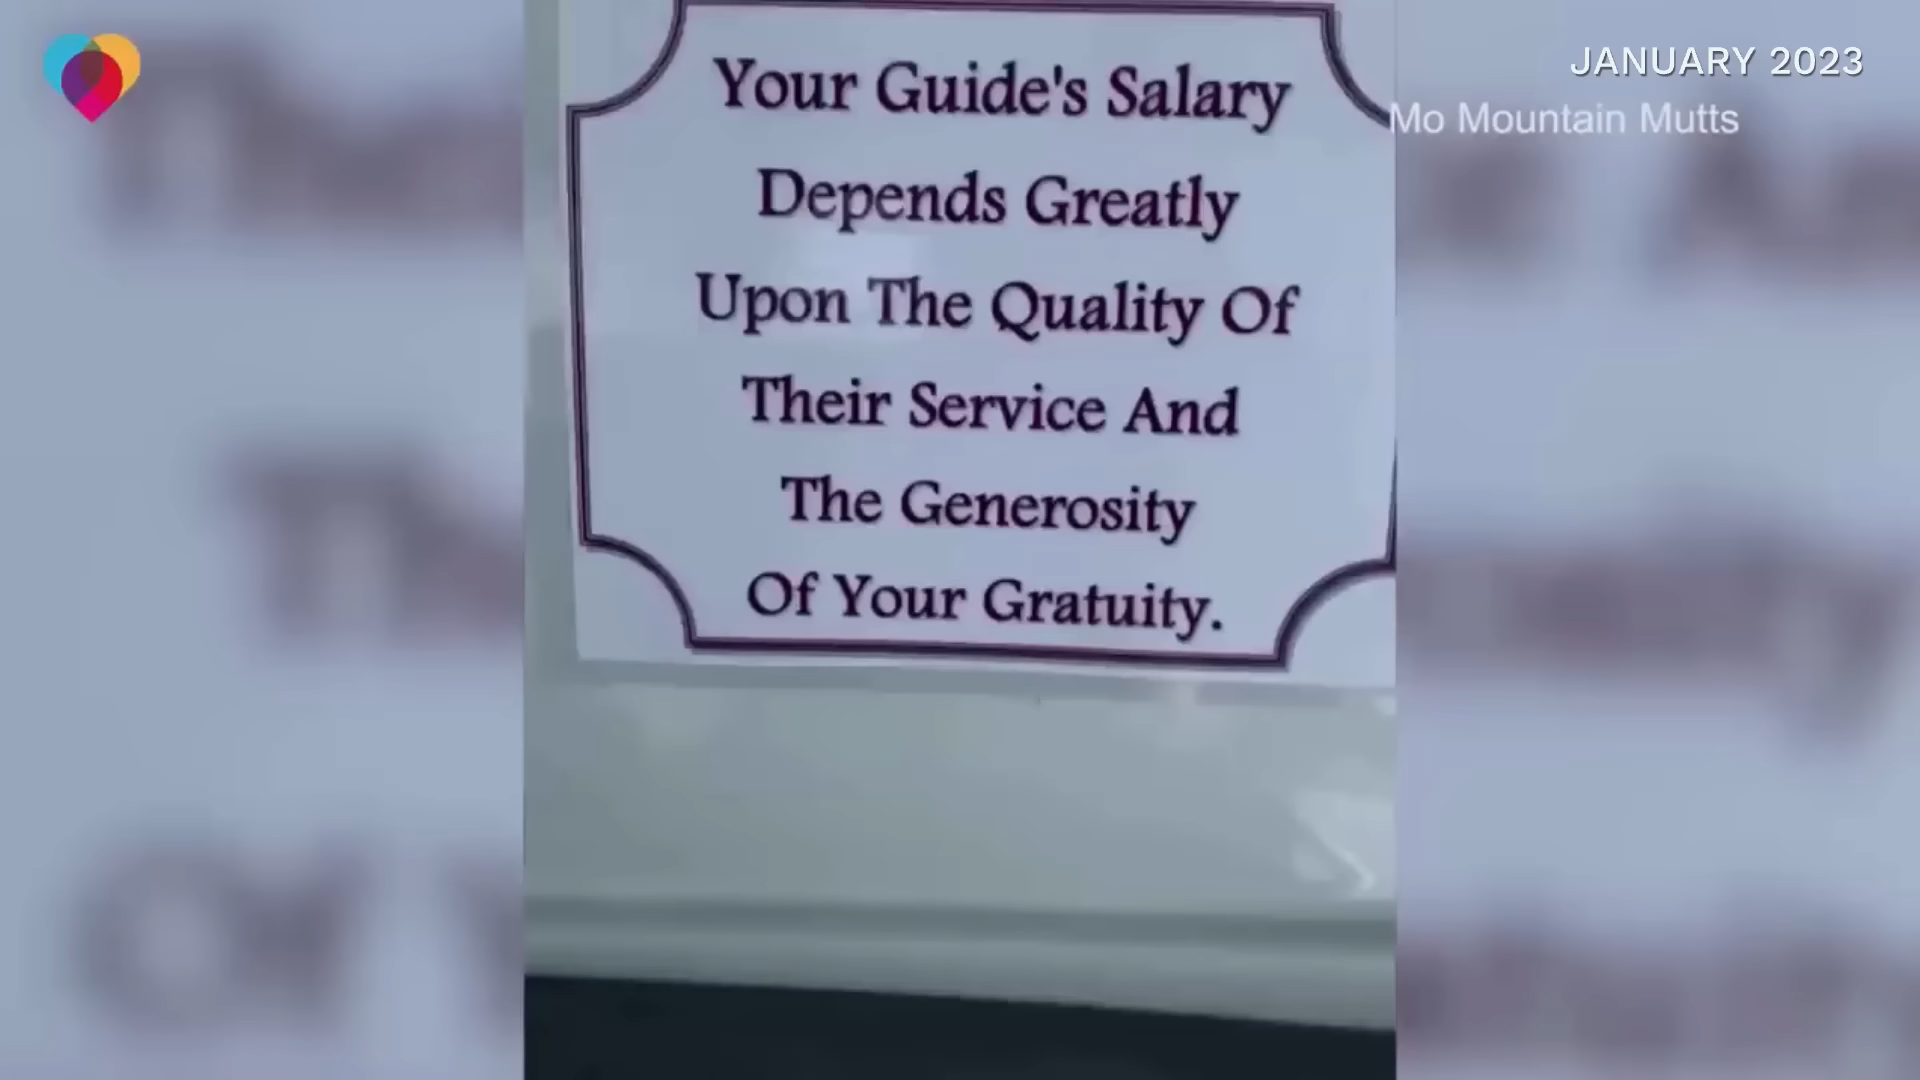 JANUARY 2023
Mo Mountain Mutts
Your Guide's Salary
Depends Greatly
Upon The Quality Of
Their Service And
The Generosity
Of Your Gratuity.